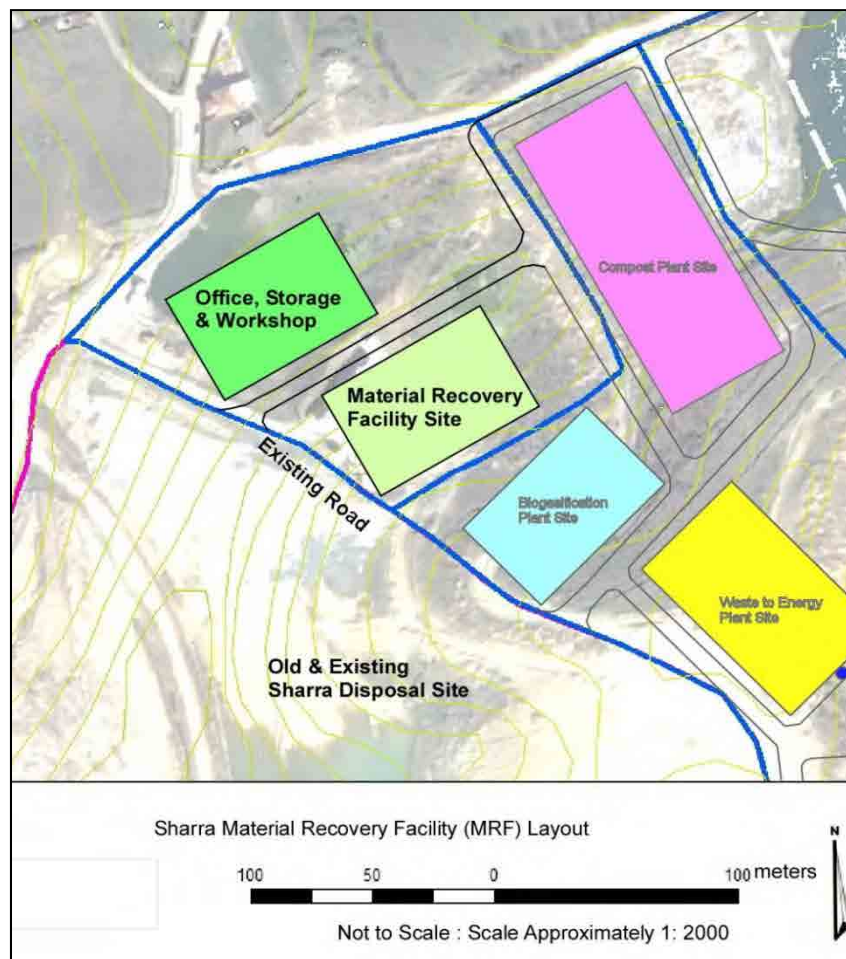 Compost Plant Site
Office, Storage
& Workshop
Material Recovery
Facility Site
Existing Road
Biogasification
Plant Site
Waste to Energy
Plant Site
Old & Existing
Sharra Disposal Site
Sharra Material Recovery Facility (MRF) Layout
N
100 50 0 100 meters
Not to Scale : Scale Approximately 1: 2000